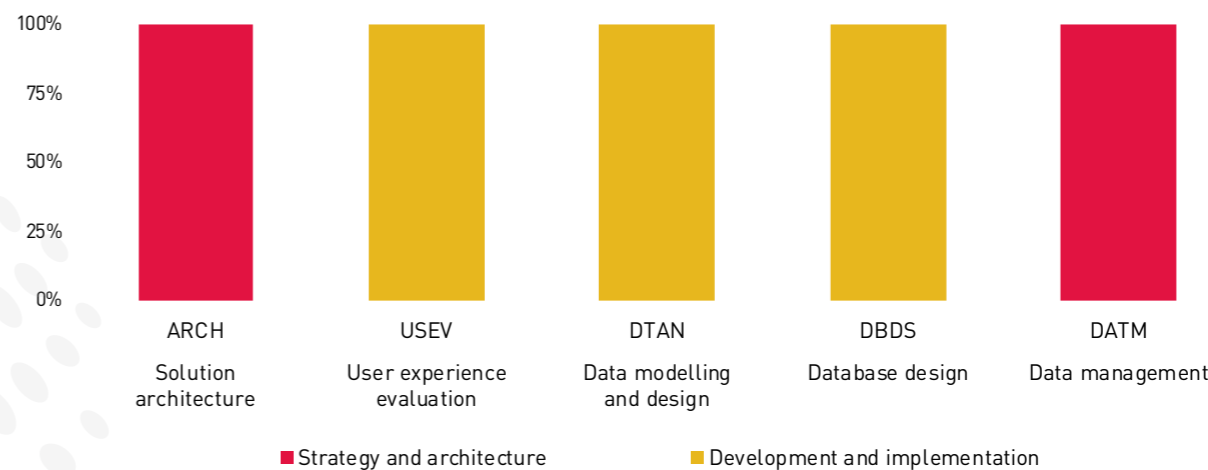 100%
75%
50%
25%
0%
ARCH
USEV
DTAN
DBDS
DATM
Solution
architecture
User experience
evaluation
Data modelling
and design
Database design
Data management
Strategy and architecture
Development and implementation